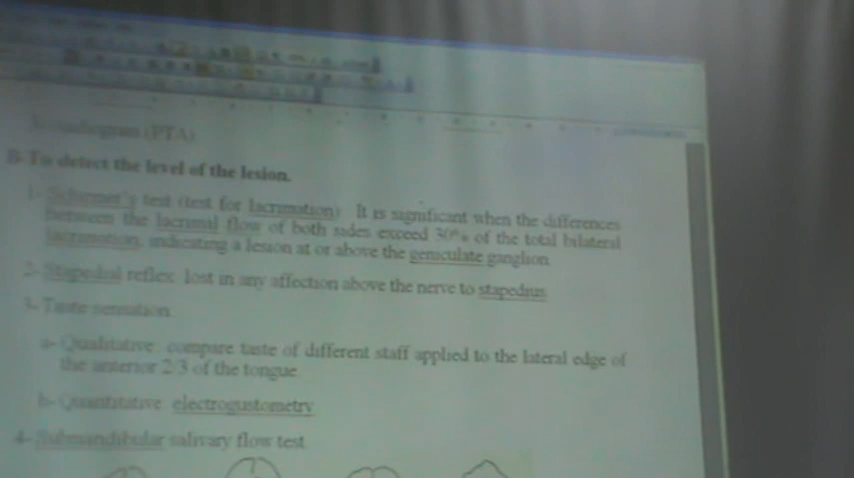 audiogram (PTA)
B-To detect the level of the lesion.
1- Schirmer's test (test for lacrimation) It is significant when the differences
between the lacrimal flow of both sides exceed 30% of the total bilateral
lacrimation, indicating a lesion at or above the geniculate ganglion
2- Stapedial reflex lost in any affection above the nerve to stapedius
3- Taste sensation
a- Qualitative: compare taste of different staff applied to the lateral edge of
the anterior 2/3 of the tongue
b- Quantitative electrogustometry
4- Submandibular salivary flow test